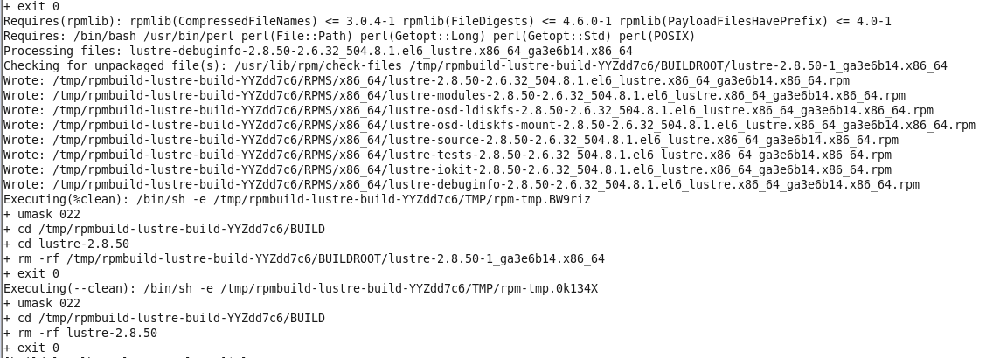 + exit 0
Requires(rpmlib): rpmlib(CompressedFileNames) <= 3.0.4-1 rpmlib(FileDigests) <= 4.6.0-1 rpmlib(PayloadFilesHavePrefix) <= 4.0-1
Requires: /bin/bash /usr/bin/perl perl(File::Path) perl(Getopt::Long) perl(Getopt::Std) perl(POSIX)
Processing files: lustre-debuginfo-2.8.50-2.6.32_504.8.1.el6_lustre.x86_64_ga3e6b14.x86_64
Checking for unpackaged file(s): /usr/lib/rpm/check-files /tmp/rpmbuild-lustre-build-YYZdd7c6/BUILDROOT/lustre-2.8.50-1_ga3e6b14.x86_64
Wrote: /tmp/rpmbuild-lustre-build-YYZdd7c6/RPMS/x86_64/lustre-2.8.50-2.6.32_504.8.1.el6_lustre.x86_64_ga3e6b14.x86_64.rpm
Wrote: /tmp/rpmbuild-lustre-build-YYZdd7c6/RPMS/x86_64/lustre-modules-2.8.50-2.6.32_504.8.1.el6_lustre.x86_64_ga3e6b14.x86_64.rpm
Wrote: /tmp/rpmbuild-lustre-build-YYZdd7c6/RPMS/x86_64/lustre-osd-ldiskfs-2.8.50-2.6.32_504.8.1.el6_lustre.x86_64_ga3e6b14.x86_64.rpm
Wrote: /tmp/rpmbuild-lustre-build-YYZdd7c6/RPMS/x86_64/lustre-osd-ldiskfs-mount-2.8.50-2.6.32_504.8.1.el6_lustre.x86_64_ga3e6b14.x86_64.rpm
Wrote: /tmp/rpmbuild-lustre-build-YYZdd7c6/RPMS/x86_64/lustre-source-2.8.50-2.6.32_504.8.1.el6_lustre.x86_64_ga3e6b14.x86_64.rpm
Wrote: /tmp/rpmbuild-lustre-build-YYZdd7c6/RPMS/x86_64/lustre-tests-2.8.50-2.6.32_504.8.1.el6_lustre.x86_64_ga3e6b14.x86_64.rpm
Wrote: /tmp/rpmbuild-lustre-build-YYZdd7c6/RPMS/x86_64/lustre-iokit-2.8.50-2.6.32_504.8.1.el6_lustre.x86_64_ga3e6b14.x86_64.rpm
Wrote: /tmp/rpmbuild-lustre-build-YYZdd7c6/RPMS/x86_64/lustre-debuginfo-2.8.50-2.6.32_504.8.1.el6_lustre.x86_64_ga3e6b14.x86_64.rpm
Executing(%clean): /bin/sh -e /tmp/rpmbuild-lustre-build-YYZdd7c6/TMP/rpm-tmp.BW9riz
+ umask 022
+ cd /tmp/rpmbuild-lustre-build-YYZdd7c6/BUILD
+ cd lustre-2.8.50
+ rm -rf /tmp/rpmbuild-lustre-build-YYZdd7c6/BUILDROOT/lustre-2.8.50-1_ga3e6b14.x86_64
+ exit 0
Executing(--clean): /bin/sh -e /tmp/rpmbuild-lustre-build-YYZdd7c6/TMP/rpm-tmp.0k134X
+ umask 022
+ cd /tmp/rpmbuild-lustre-build-YYZdd7c6/BUILD
+ rm -rf lustre-2.8.50
+ exit 0